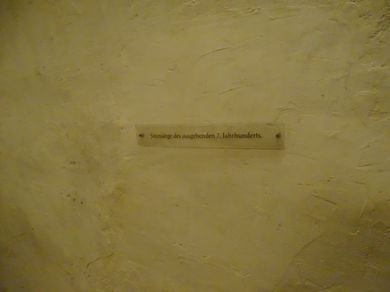 Steinsärge des ausgehenden 7. Jahrhunderts.